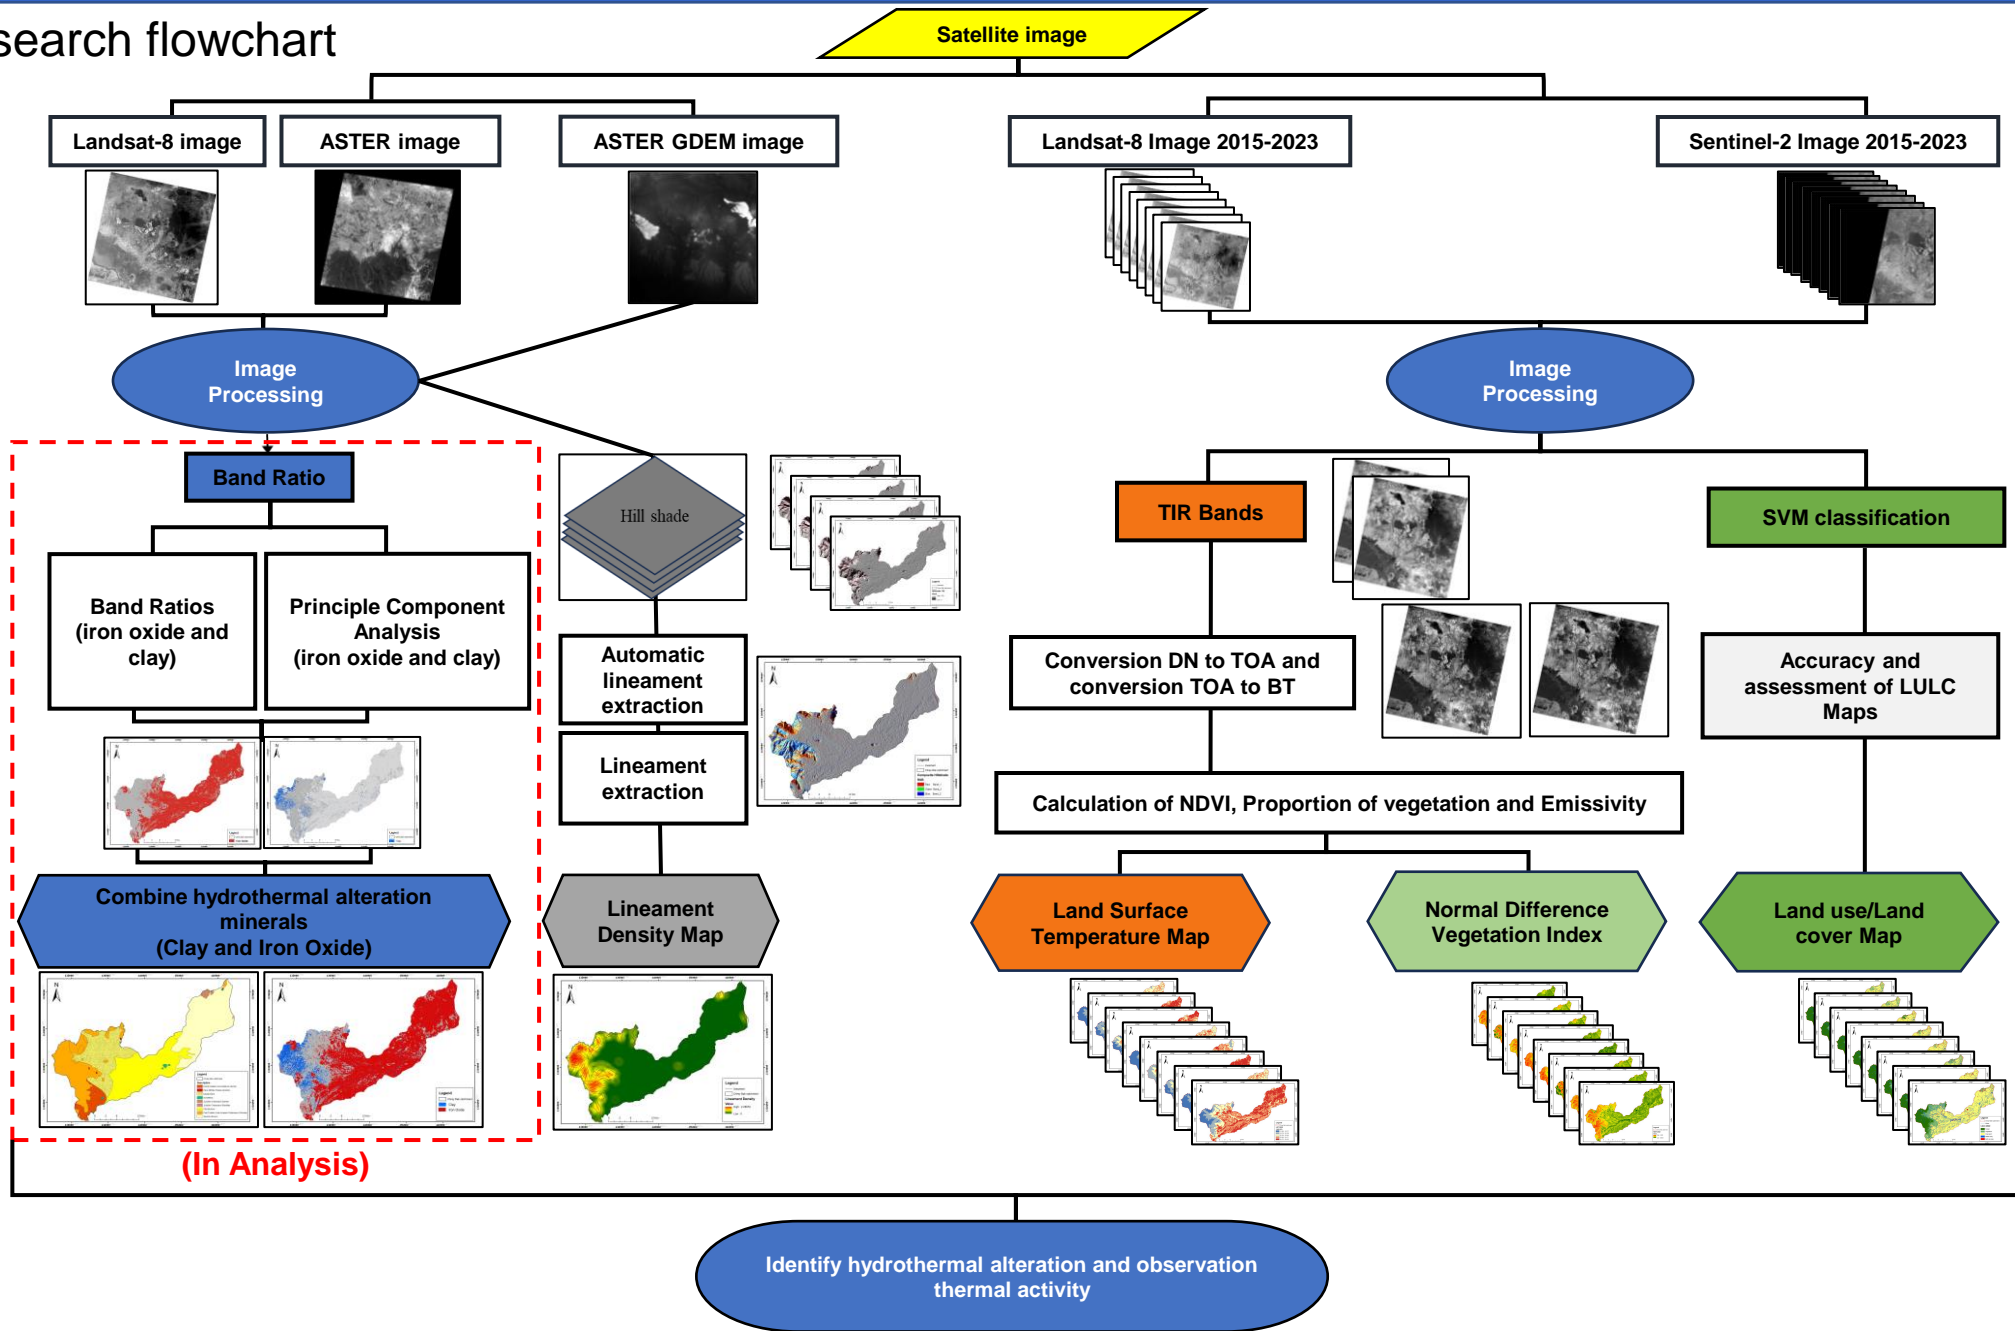 search flowchart
Satellite image
Landsat-8 image
ASTER image
ASTER GDEM image
Landsat-8 Image 2015-2023
Sentinel-2 Image 2015-2023
Image
Processing
Image
Processing
Band Ratio
Hill shade
TIR Bands
SVM classification
Band Ratios
(iron oxide and
clay)
Principle Component
Analysis
(iron oxide and clay)
Automatic
lineament
extraction
Conversion DN to TOA and
conversion TOA to BT
Accuracy and
assessment of LULC
Maps
Lineament
extraction
Calculation of NDVI, Proportion of vegetation and Emissivity
Combine hydrothermal alteration
minerals
(Clay and Iron Oxide)
Lineament
Density Map
Land Surface
Temperature Map
Normal Difference
Vegetation Index
Land use/Land
cover Map
(In Analysis)
Identify hydrothermal alteration and observation
thermal activity